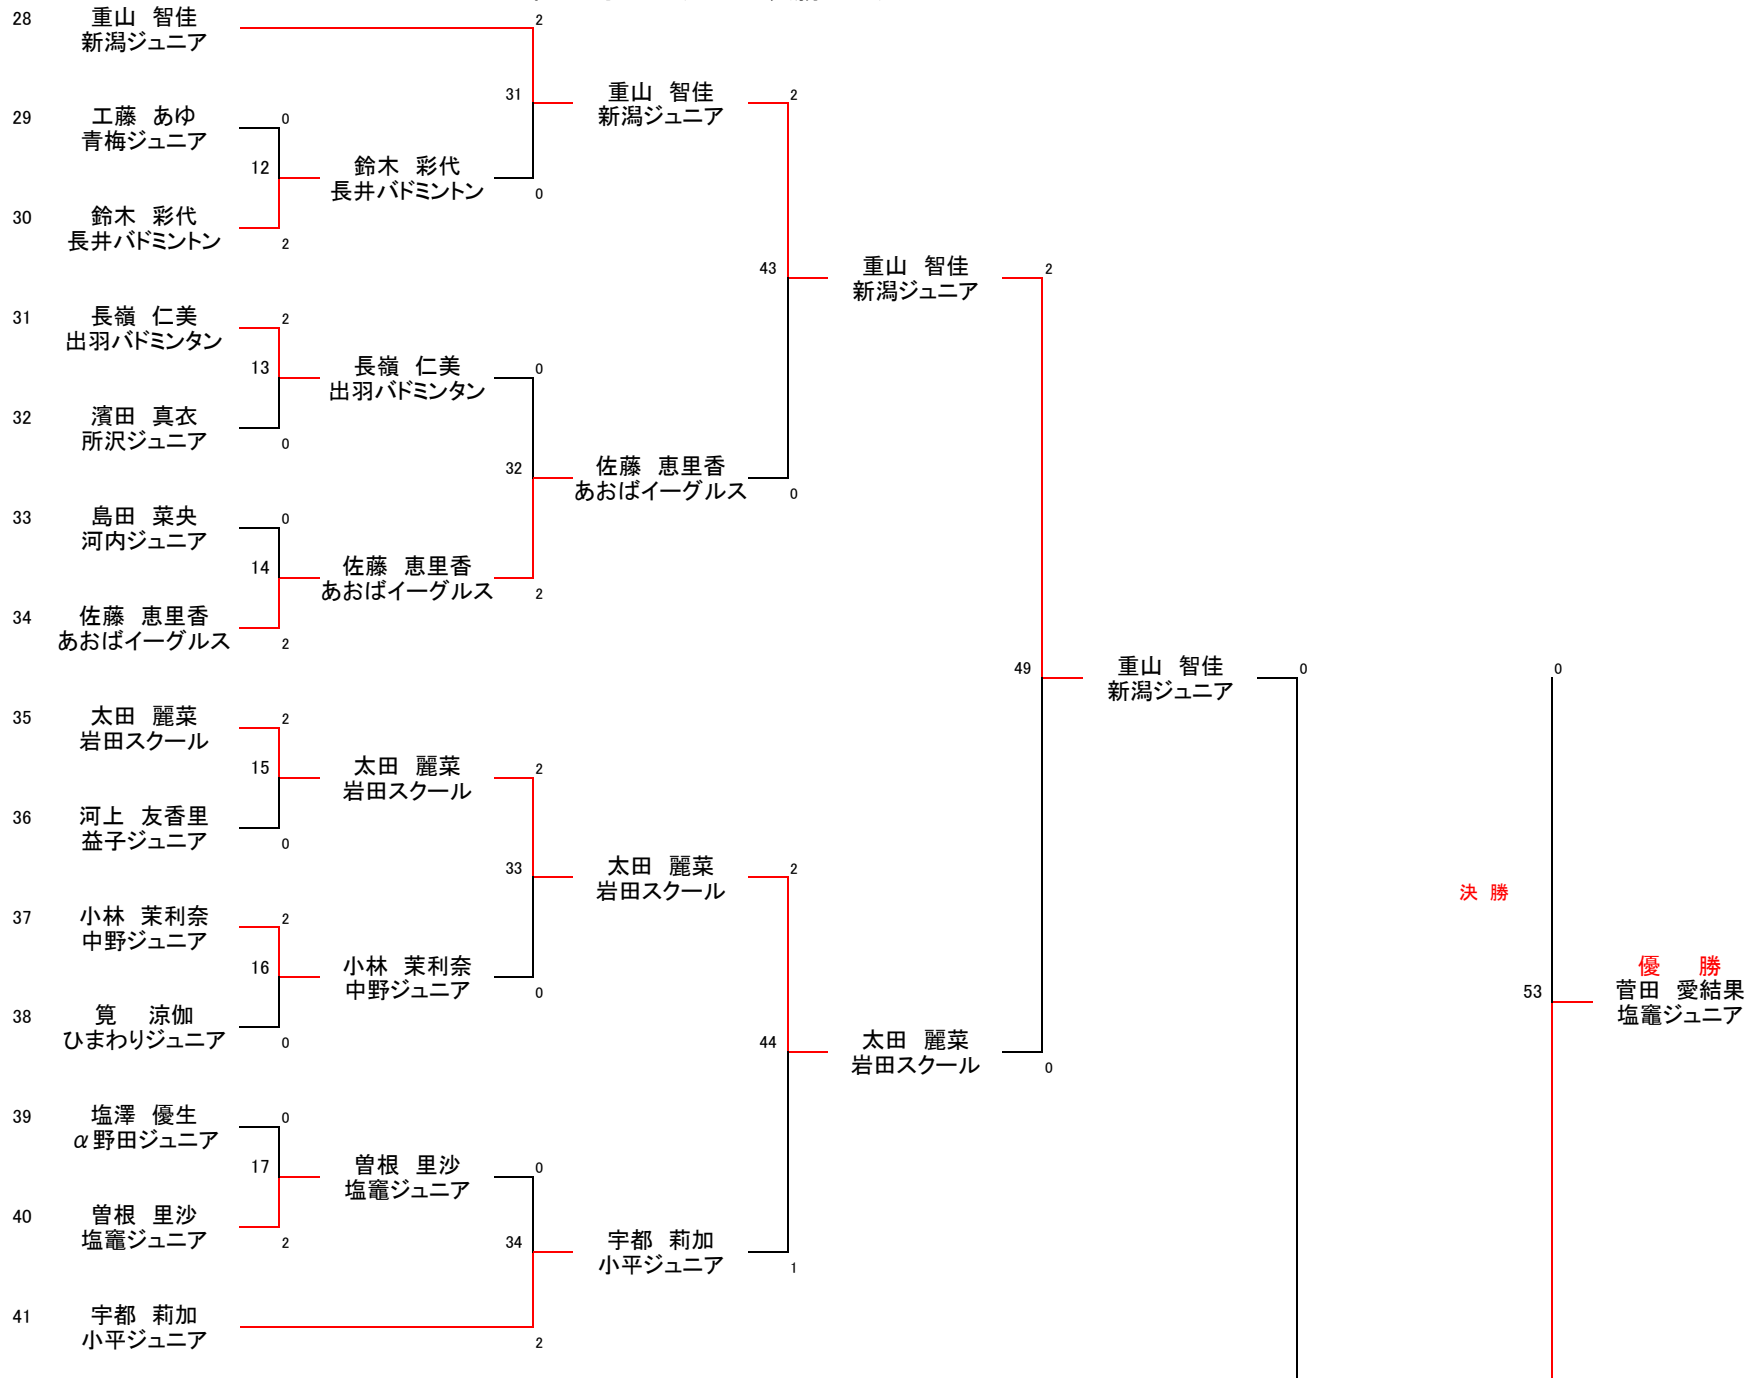 28
重山　智佳
新潟ジュニア
2
31
重山　智佳
新潟ジュニア
2
29
工藤　あゆ
青梅ジュニア
0
12
鈴木　彩代
長井バドミントン
0
30
鈴木　彩代
長井バドミントン
2
43
重山　智佳
新潟ジュニア
2
31
長嶺　仁美
出羽バドミンタン
2
13
長嶺　仁美
出羽バドミンタン
0
32
濱田　真衣
所沢ジュニア
0
32
佐藤　恵里香
あおばイーグルス
0
33
島田　菜央
河内ジュニア
0
14
佐藤　恵里香
あおばイーグルス
2
34
佐藤　恵里香
あおばイーグルス
2
49
重山　智佳
新潟ジュニア
0
0
35
太田　麗菜
岩田スクール
2
15
太田　麗菜
岩田スクール
2
36
河上　友香里
益子ジュニア
0
33
太田　麗菜
岩田スクール
2
決 勝
37
小林　茉利奈
中野ジュニア
2
16
小林　茉利奈
中野ジュニア
0
53
優　勝
菅田　愛結果
塩竈ジュニア
38
筧　涼伽
ひまわりジュニア
0
44
太田　麗菜
岩田スクール
0
39
塩澤　優生
α野田ジュニア
0
17
曽根　里沙
塩竈ジュニア
0
40
曽根　里沙
塩竈ジュニア
2
34
宇都　莉加
小平ジュニア
1
41
宇都　莉加
小平ジュニア
2